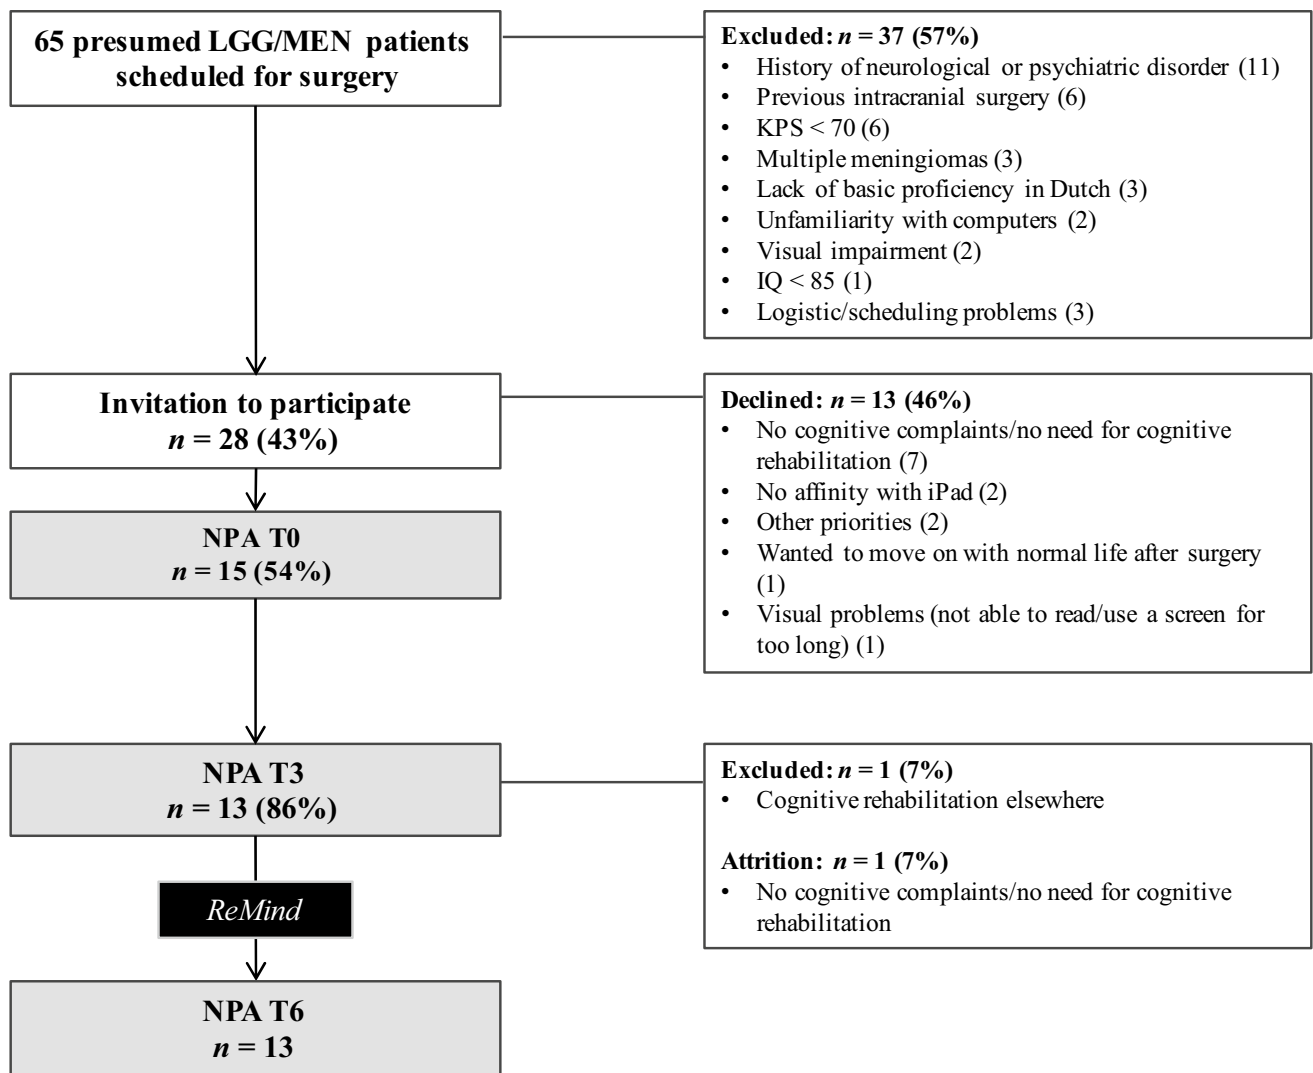 65 presumed LGG/MEN patients
scheduled for surgery
Excluded: n = 37 (57%)
• History of neurological or psychiatric disorder (11)
• Previous intracranial surgery (6)
• KPS < 70 (6)
• Multiple meningiomas (3)
• Lack of basic proficiency in Dutch (3)
• Unfamiliarity with computers (2)
• Visual impairment (2)
• IQ < 85 (1)
• Logistic/scheduling problems (3)
Invitation to participate
n = 28 (43%)
Declined: n = 13 (46%)
• No cognitive complaints/no need for cognitive
rehabilitation (7)
• No affinity with iPad (2)
• Other priorities (2)
• Wanted to move on with normal life after surgery
(1)
• Visual problems (not able to read/use a screen for
too long) (1)
NPA T0
n = 15 (54%)
NPA T3
n = 13 (86%)
Excluded: n = 1 (7%)
• Cognitive rehabilitation elsewhere
Attrition: n = 1 (7%)
• No cognitive complaints/no need for cognitive
rehabilitation
ReMind
NPA T6
n = 13